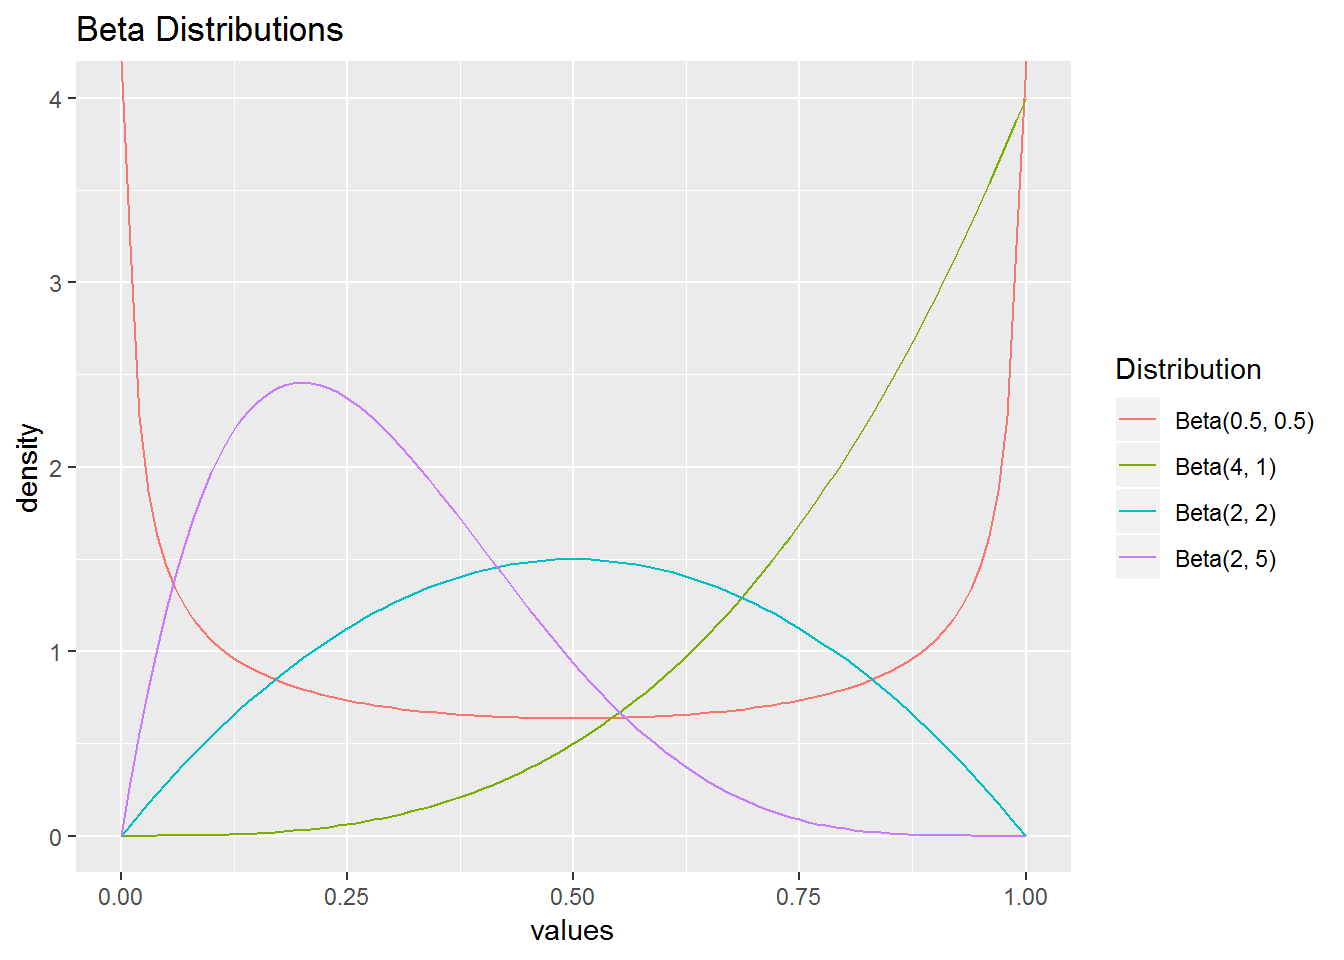 Beta Distributions
4
3
2
1
0
density
0.00 0.25 0.50 0.75 1.00
values
Distribution
Beta(0.5, 0.5)
Beta(4, 1)
Beta(2, 2)
Beta(2, 5)